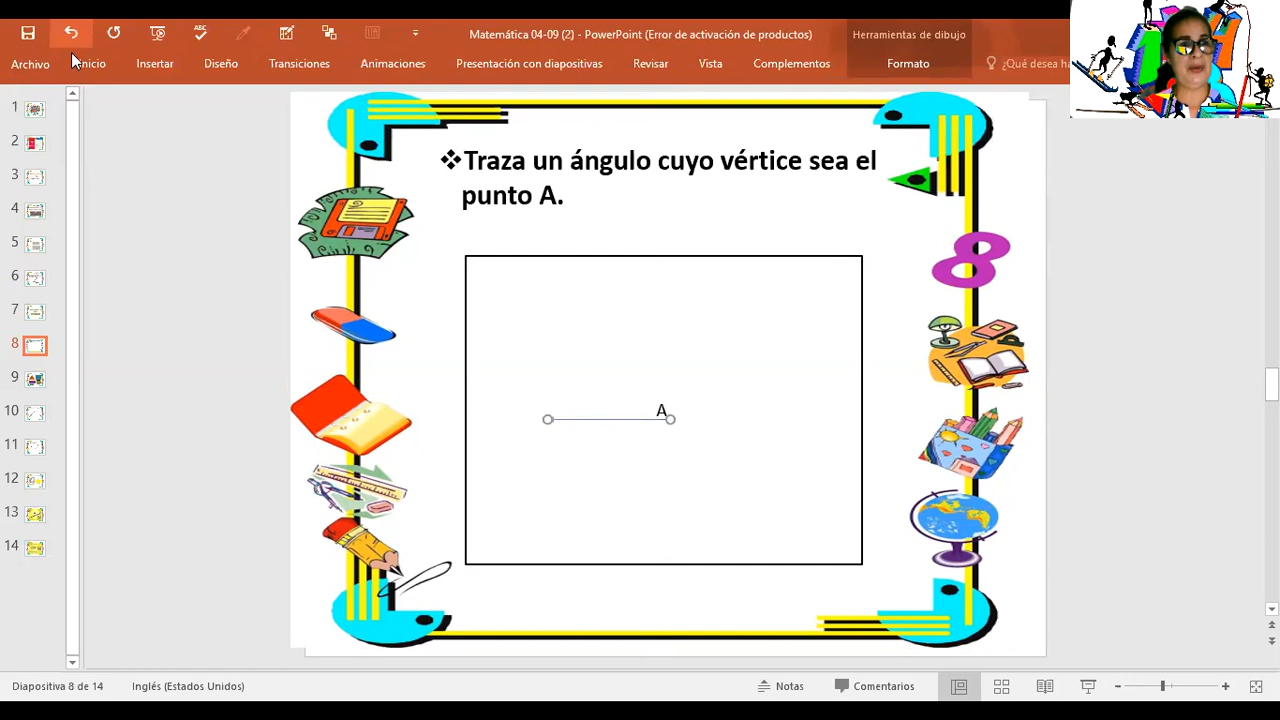 ABC
Matemática 04-09 (2) - PowerPoint (Error de activación de productos)
Herramientas de dibujo
Archivo
Inicio
Insertar
Diseño
Transiciones
Animaciones
Presentación con diapositivas
Revisar
Vista
Complementos
Formato
¿Qué desea
1
2
3
4
5
6
7
8
9
10
11
12
13
14
❖Traza un ángulo cuyo vértice sea el
punto A.
8
A
Diapositiva 8 de 14
Inglés (Estados Unidos)
Notas
Comentarios